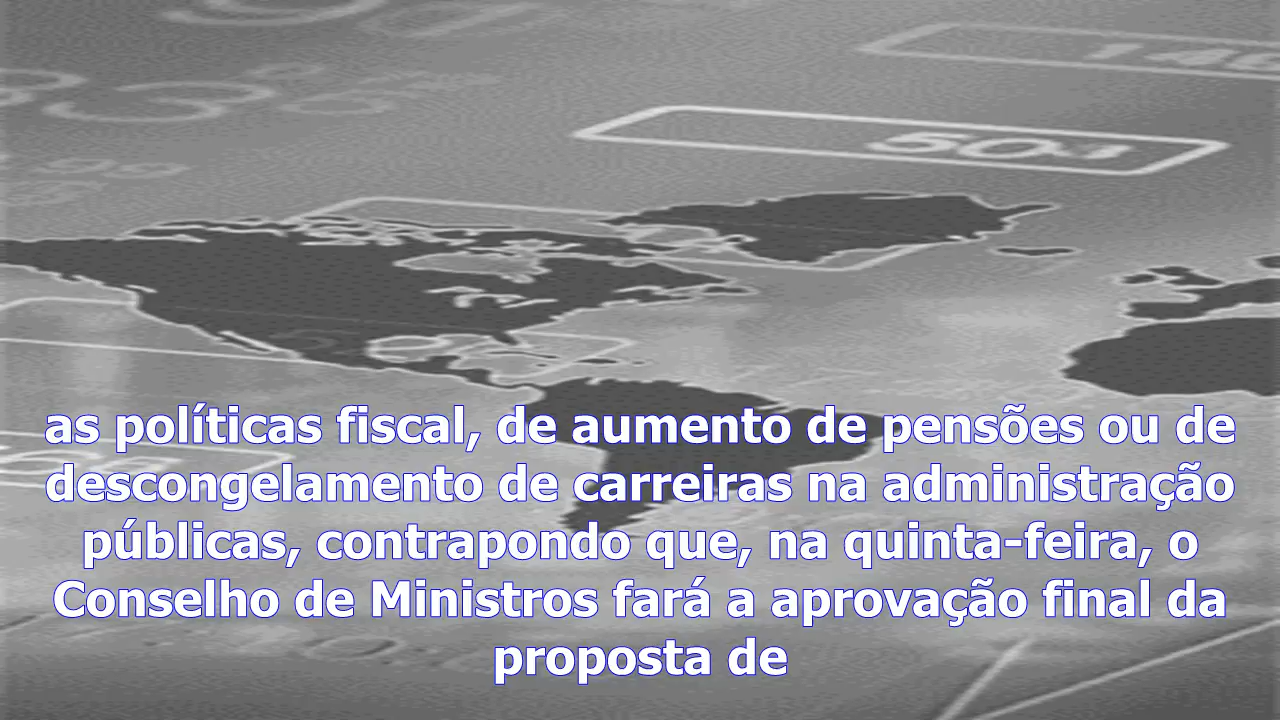 503
as políticas fiscal, de aumento de pensões ou de
descongelamento de carreiras na administração
públicas, contrapondo que, na quinta-feira, o
Conselho de Ministros fará a aprovação final da
proposta de